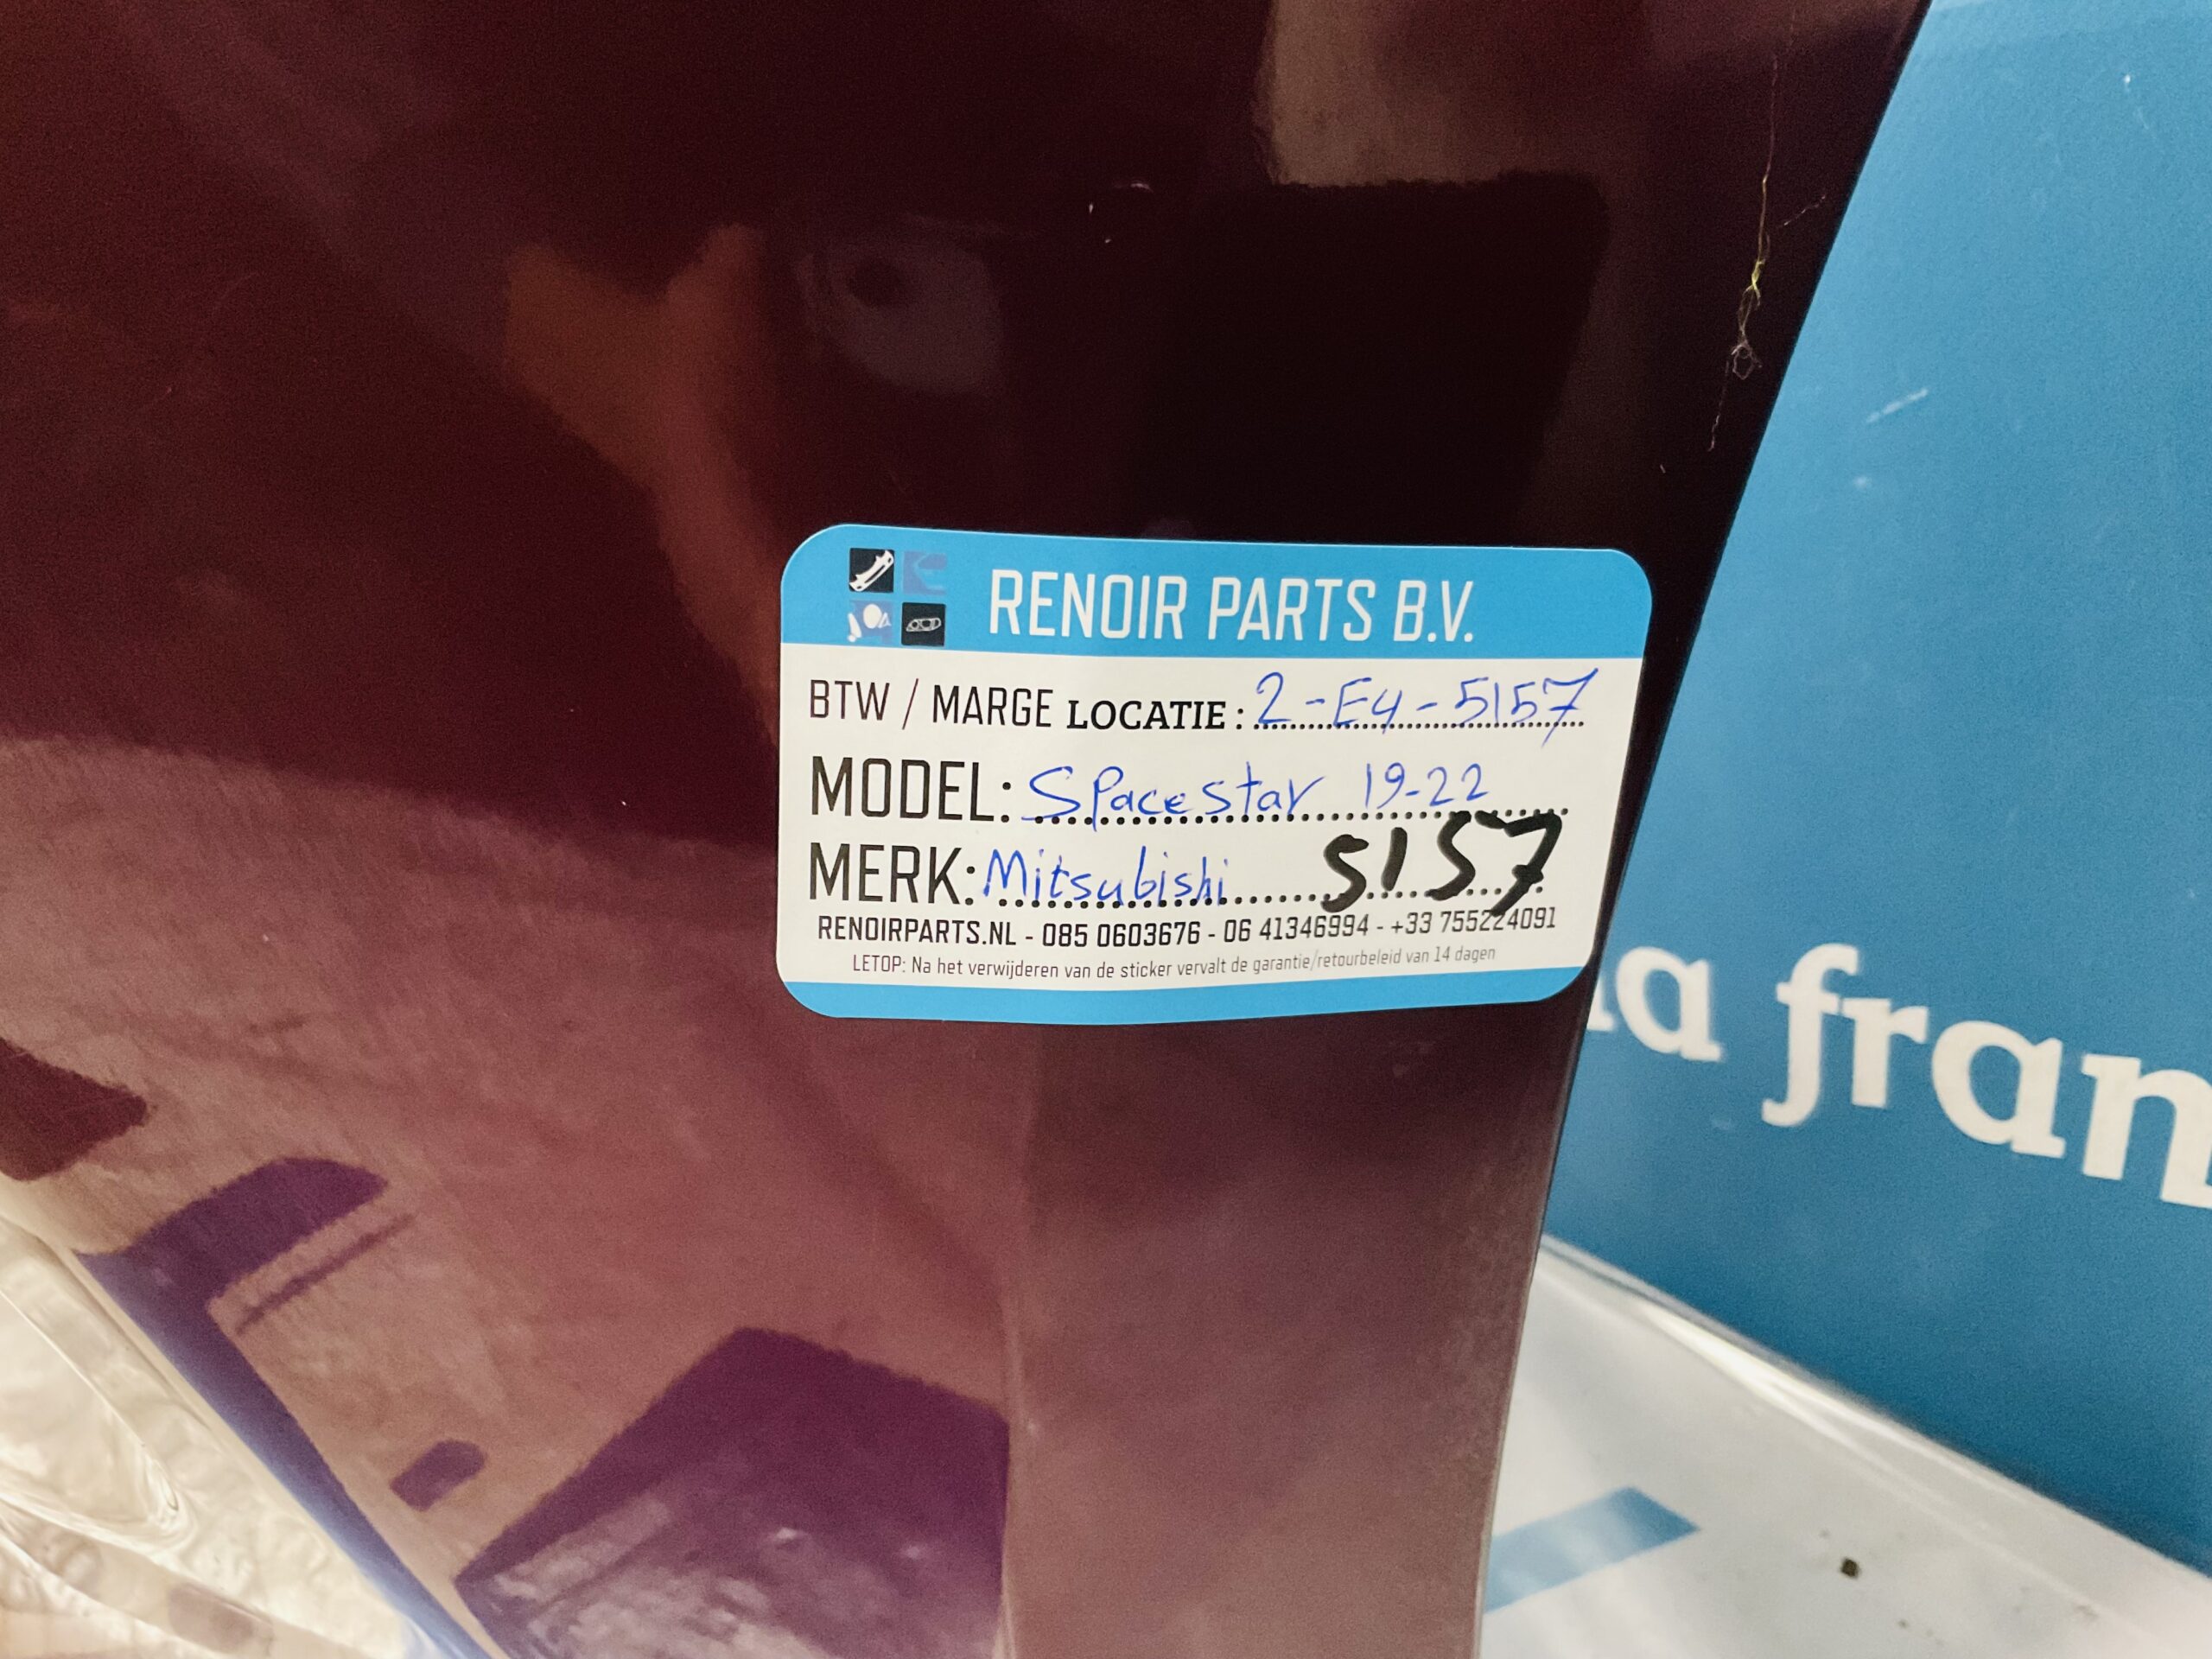 RENOIR PARTS B.V.
BTW / MARGE LOCATIE : 2-E4-5157
MODEL: Spacestar 19-22
MERK: Mitsubishi 5157
RENOIRPARTS.NL - 085 0603676 - 06 41346994 - +33 755224091
LETOP: Na het verwijderen van de sticker vervalt de garantie/retourbeleid van 14 dagen
la fran